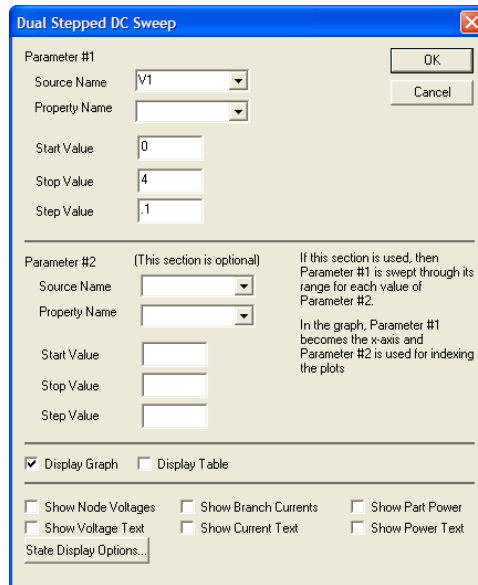 Dual Stepped DC Sweep
Parameter #1
OK
Source Name V1
Cancel
Property Name
Start Value 0
Stop Value 4
Step Value .1
Parameter #2 (This section is optional)
If this section is used, then
Parameter #1 is swept through its
range for each value of
Parameter #2.
In the graph, Parameter #1
becomes the x-axis and
Parameter #2 is used for indexing
the plots
Source Name
Property Name
Start Value
Stop Value
Step Value
Display Graph Display Table
Show Node Voltages Show Branch Currents Show Part Power
Show Voltage Text Show Current Text Show Power Text
State Display Options...